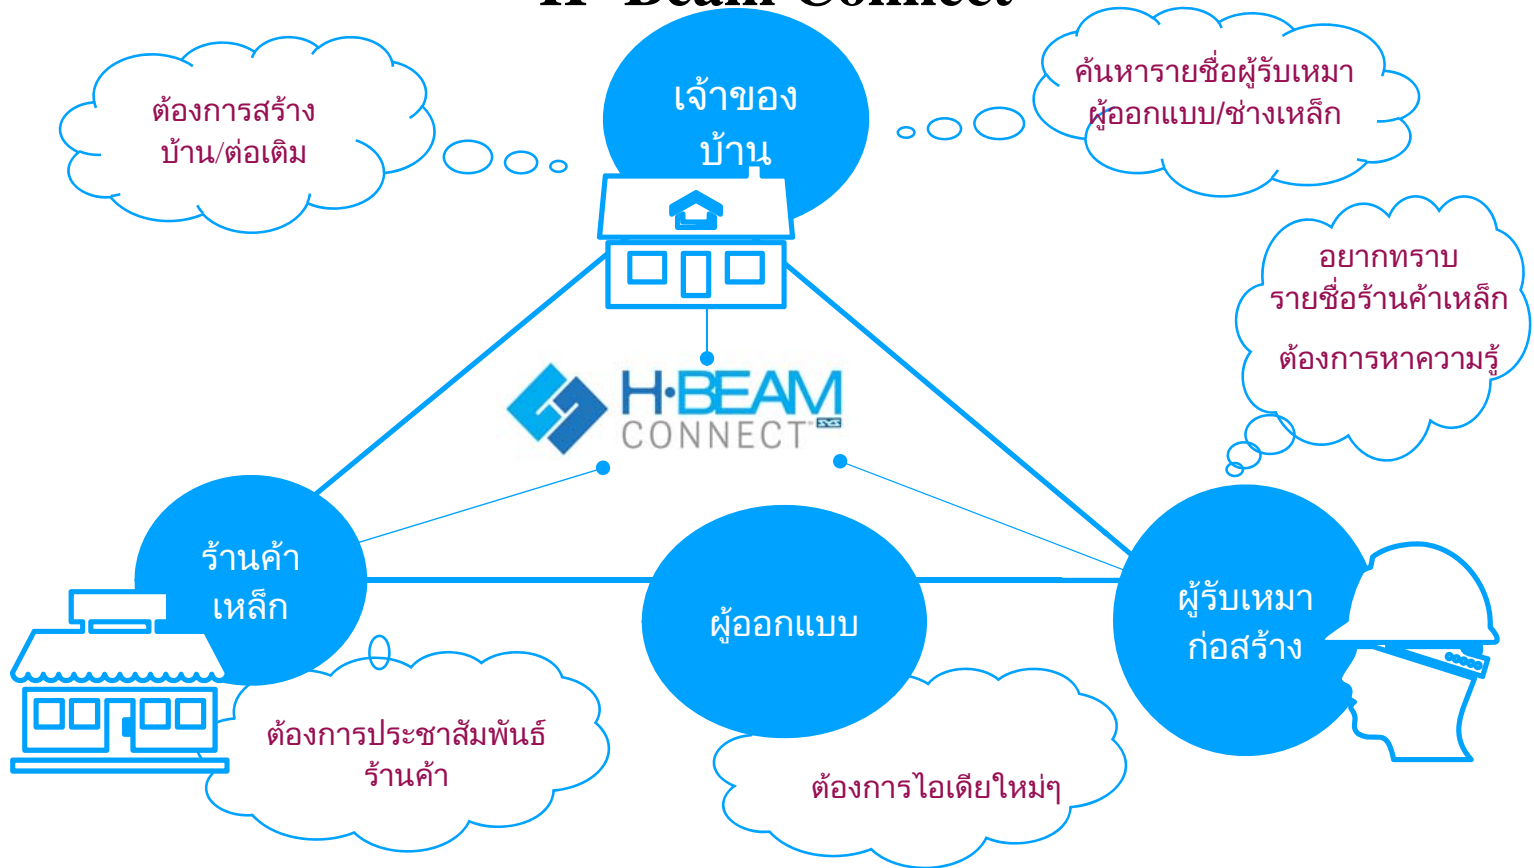 H- Beam Connect
ต้องการสร้าง
บ้าน/ต่อเติม
เจ้าของ
บ้าน
ค้นหารายชื่อผู้รับเหมา
ผู้ออกแบบ/ช่างเหล็ก
อยากทราบ
รายชื่อร้านค้าเหล็ก
ต้องการหาความรู้
H·BEAM
CONNECT™ SYS
ร้านค้า
เหล็ก
ผู้ออกแบบ
ผู้รับเหมา
ก่อสร้าง
ต้องการประชาสัมพันธ์
ร้านค้า
ต้องการไอเดียใหม่ๆ